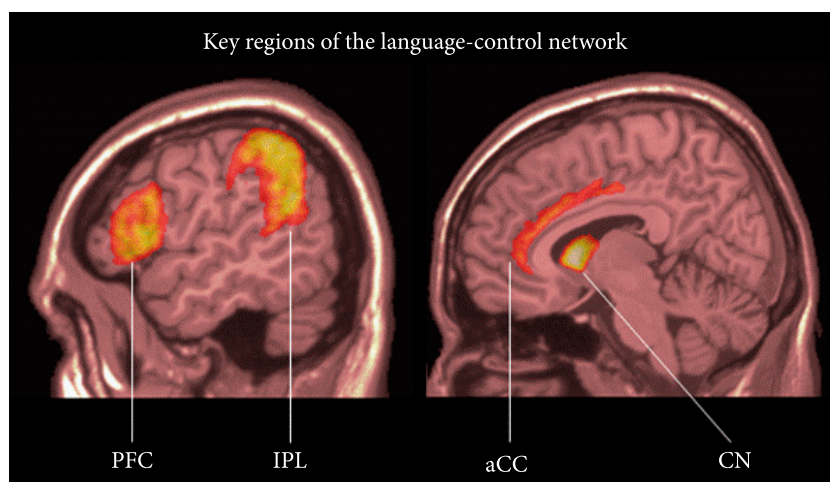 Key regions of the language-control network
PFC
IPL
aCC
CN